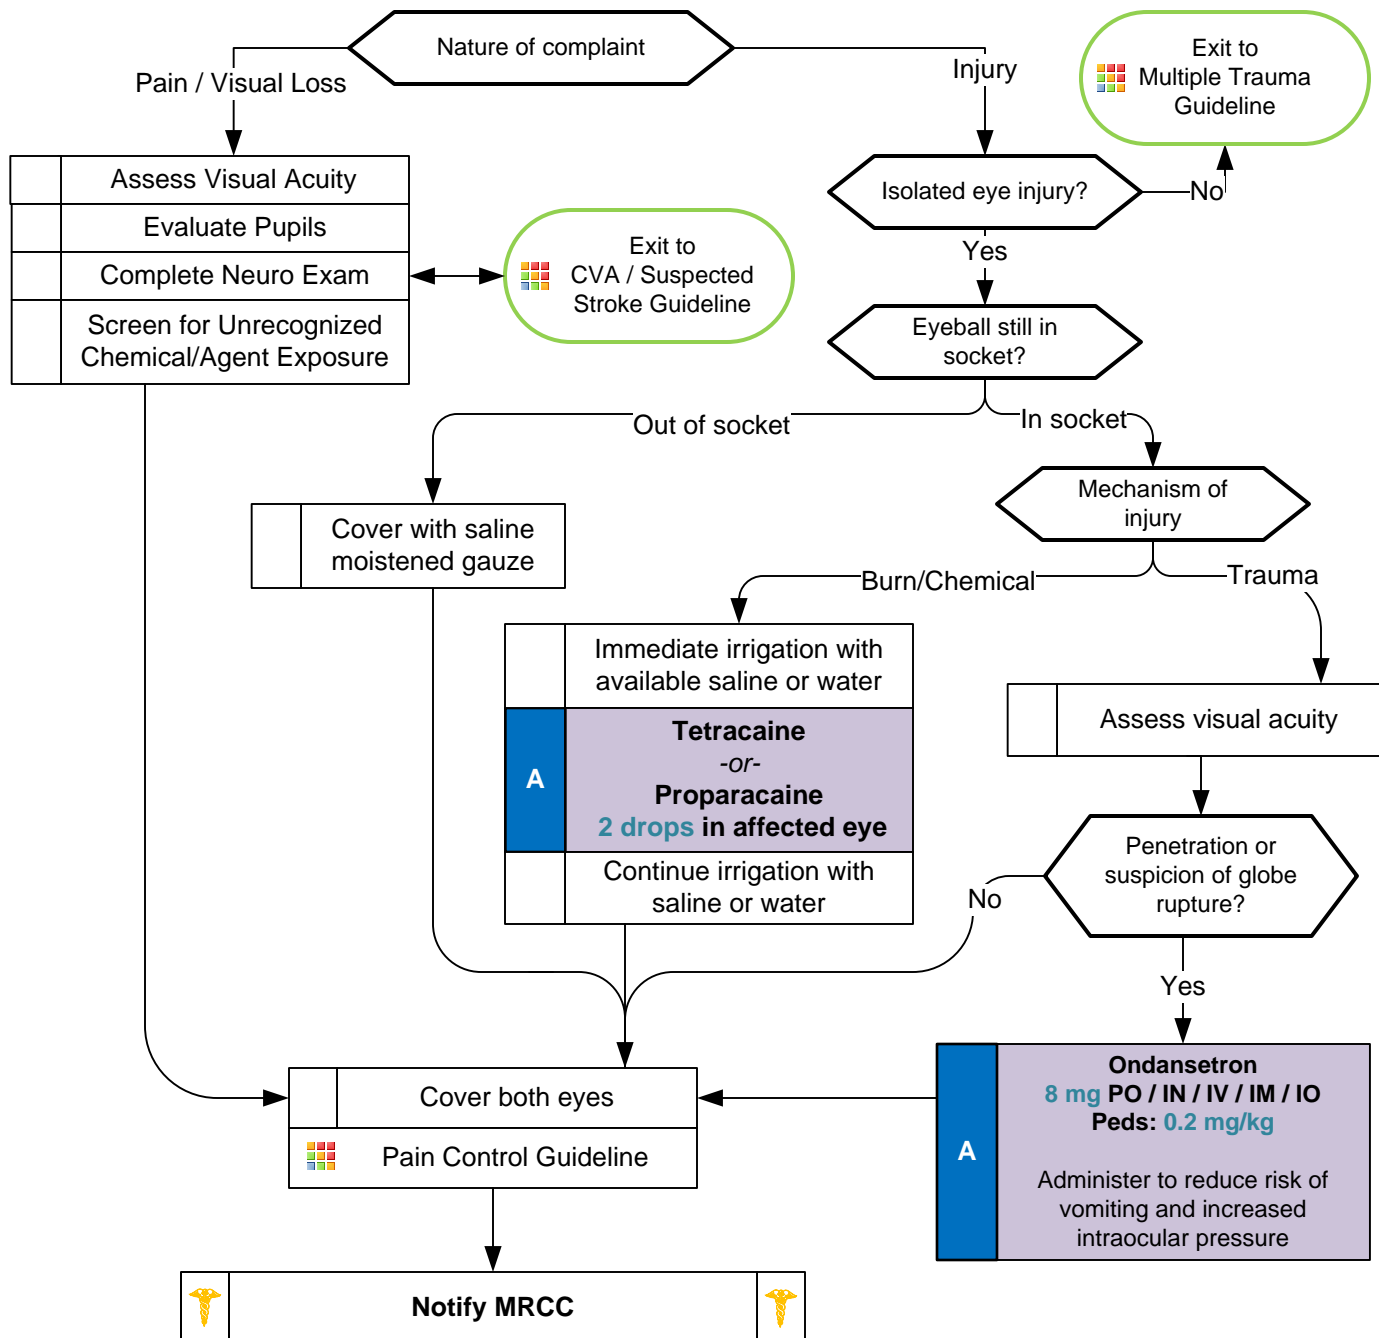 Nature of complaint
Pain / Visual Loss
Injury
Exit to
Multiple Trauma
Guideline
Assess Visual Acuity
Evaluate Pupils
Complete Neuro Exam
Screen for Unrecognized
Chemical/Agent Exposure
Exit to
CVA / Suspected
Stroke Guideline
Isolated eye injury?
No
Yes
Eyeball still in
socket?
Out of socket
In socket
Cover with saline
moistened gauze
Mechanism of
injury
Burn/Chemical
Trauma
Immediate irrigation with
available saline or water
A
Tetracaine
-or-
Proparacaine
2 drops in affected eye
Continue irrigation with
saline or water
Assess visual acuity
Penetration or
suspicion of globe
rupture?
No
Yes
A
Ondansetron
8 mg PO / IN / IV / IM / IO
Peds: 0.2 mg/kg
Administer to reduce risk of
vomiting and increased
intraocular pressure
Cover both eyes
Pain Control Guideline
Notify MRCC